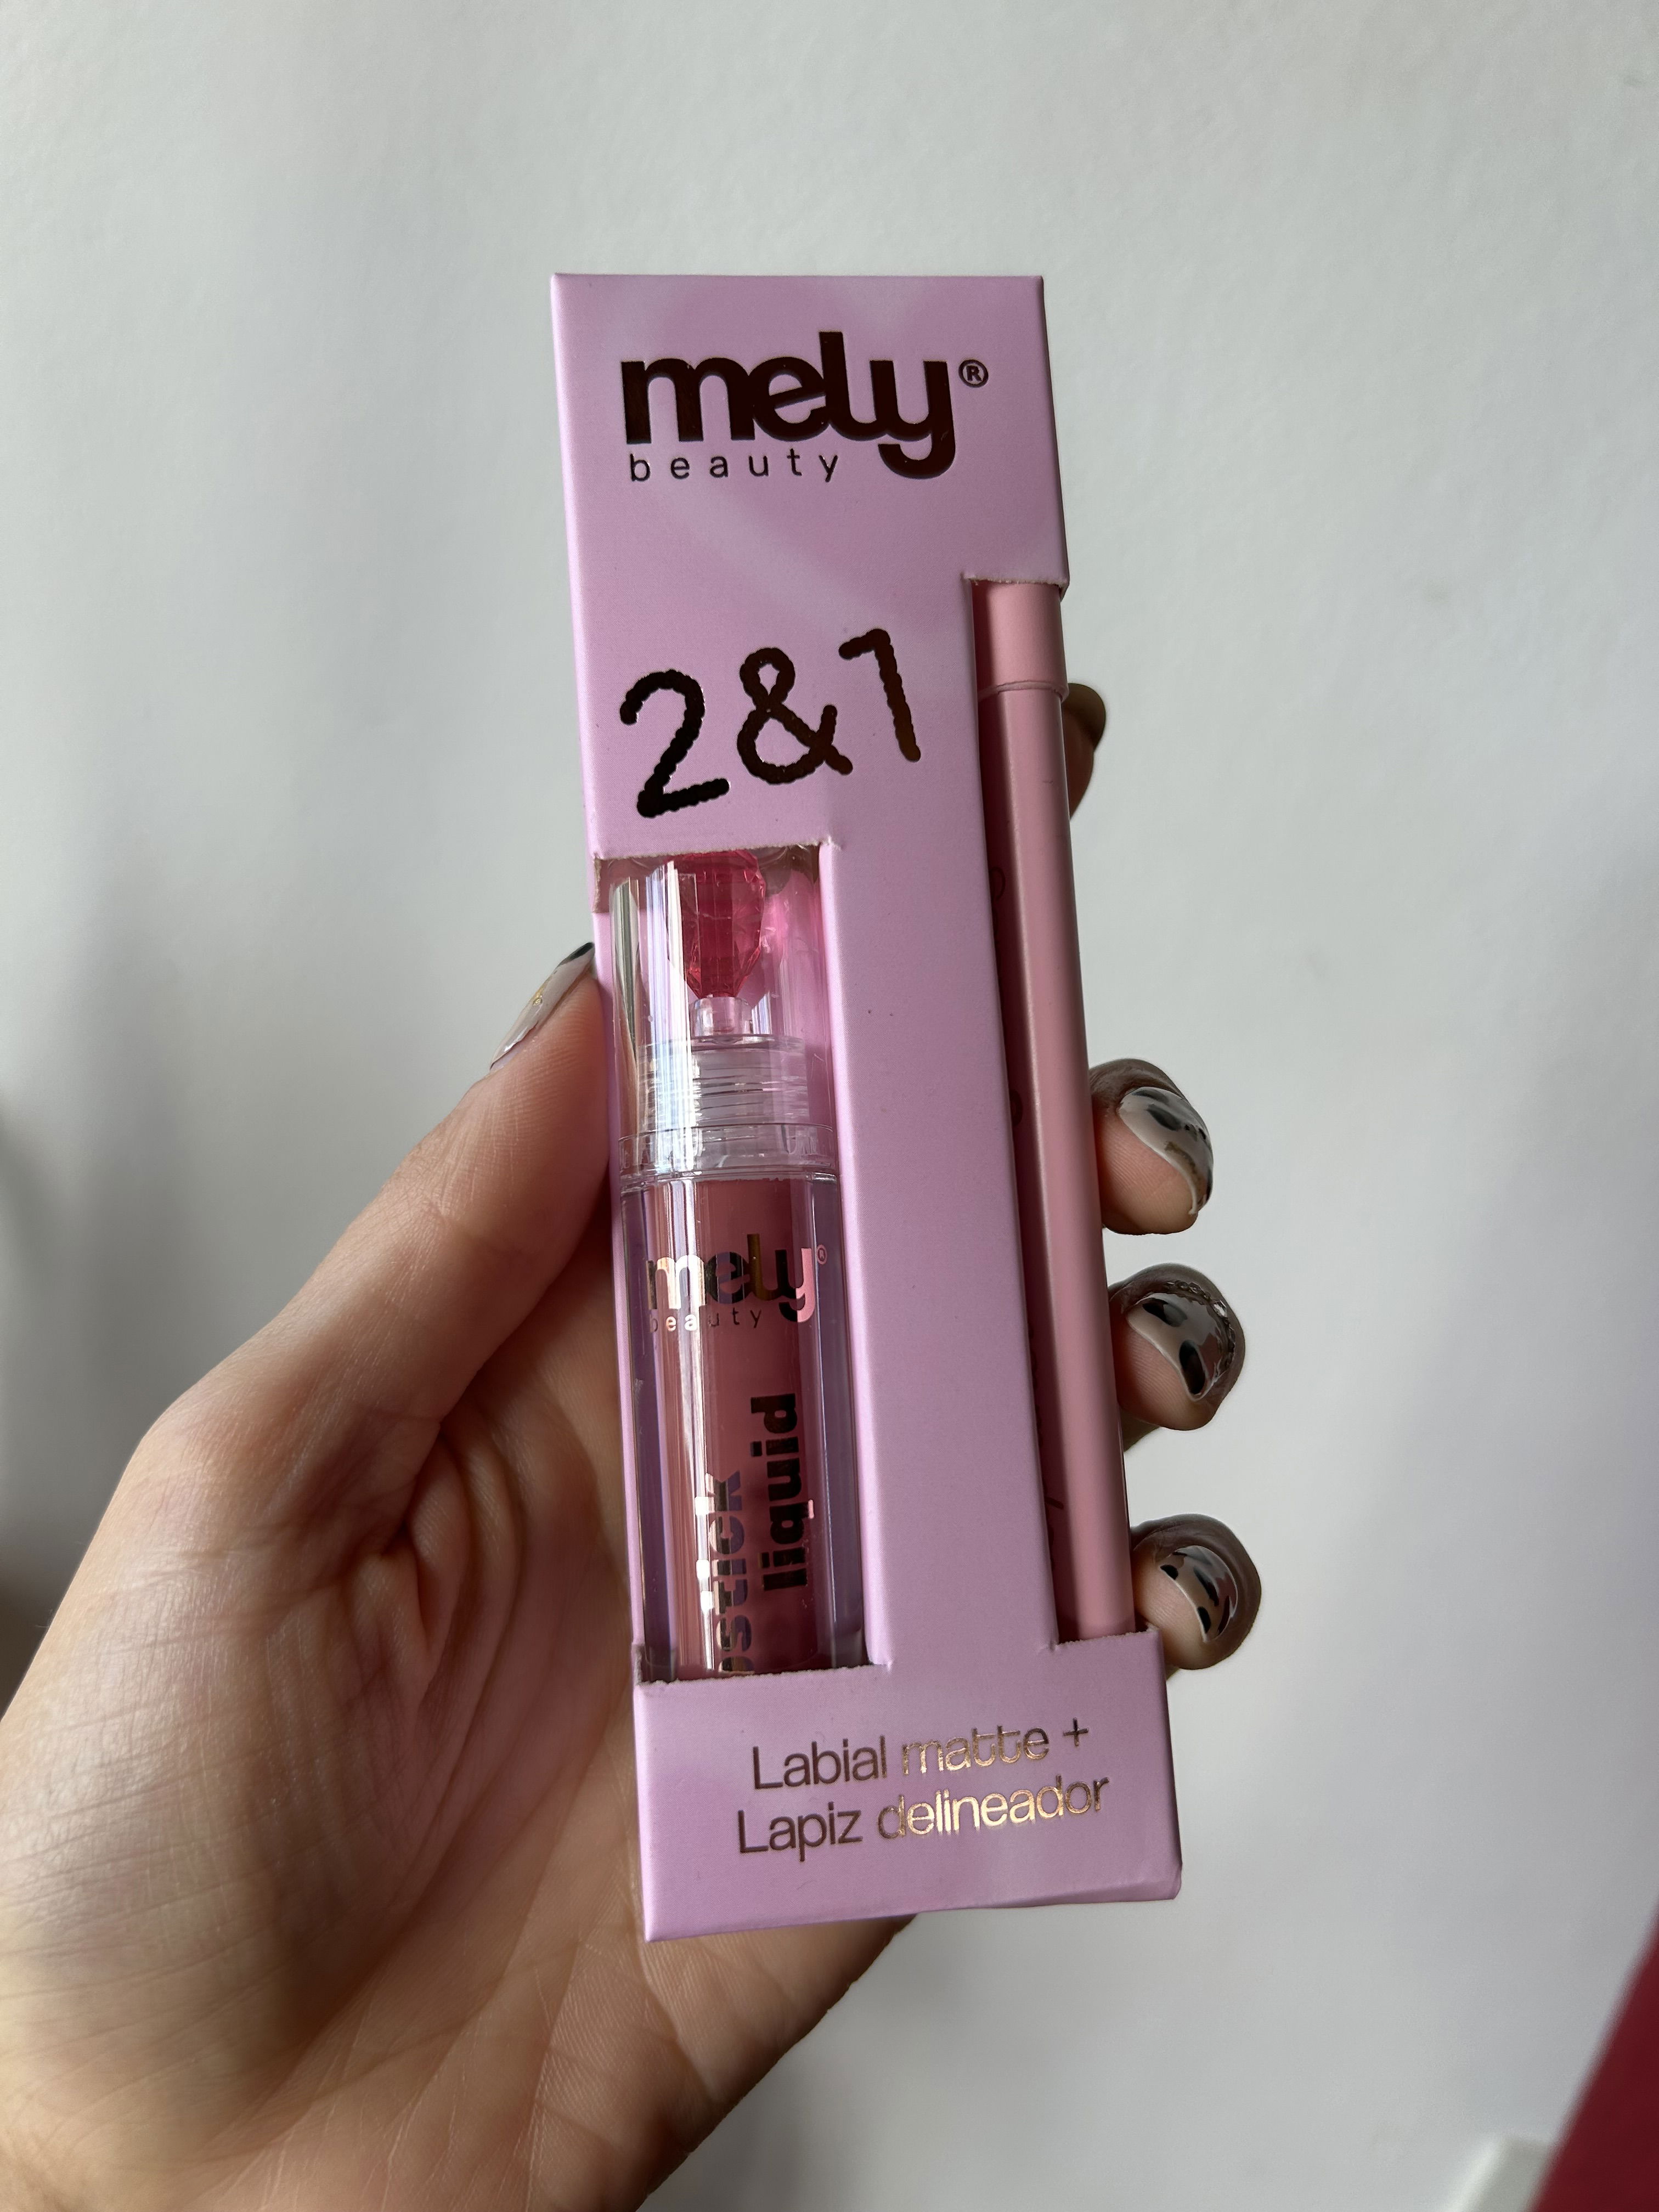 mely®
beauty
2&1
mely®
beauty
liquid
Labial matte +
Lapiz delineador